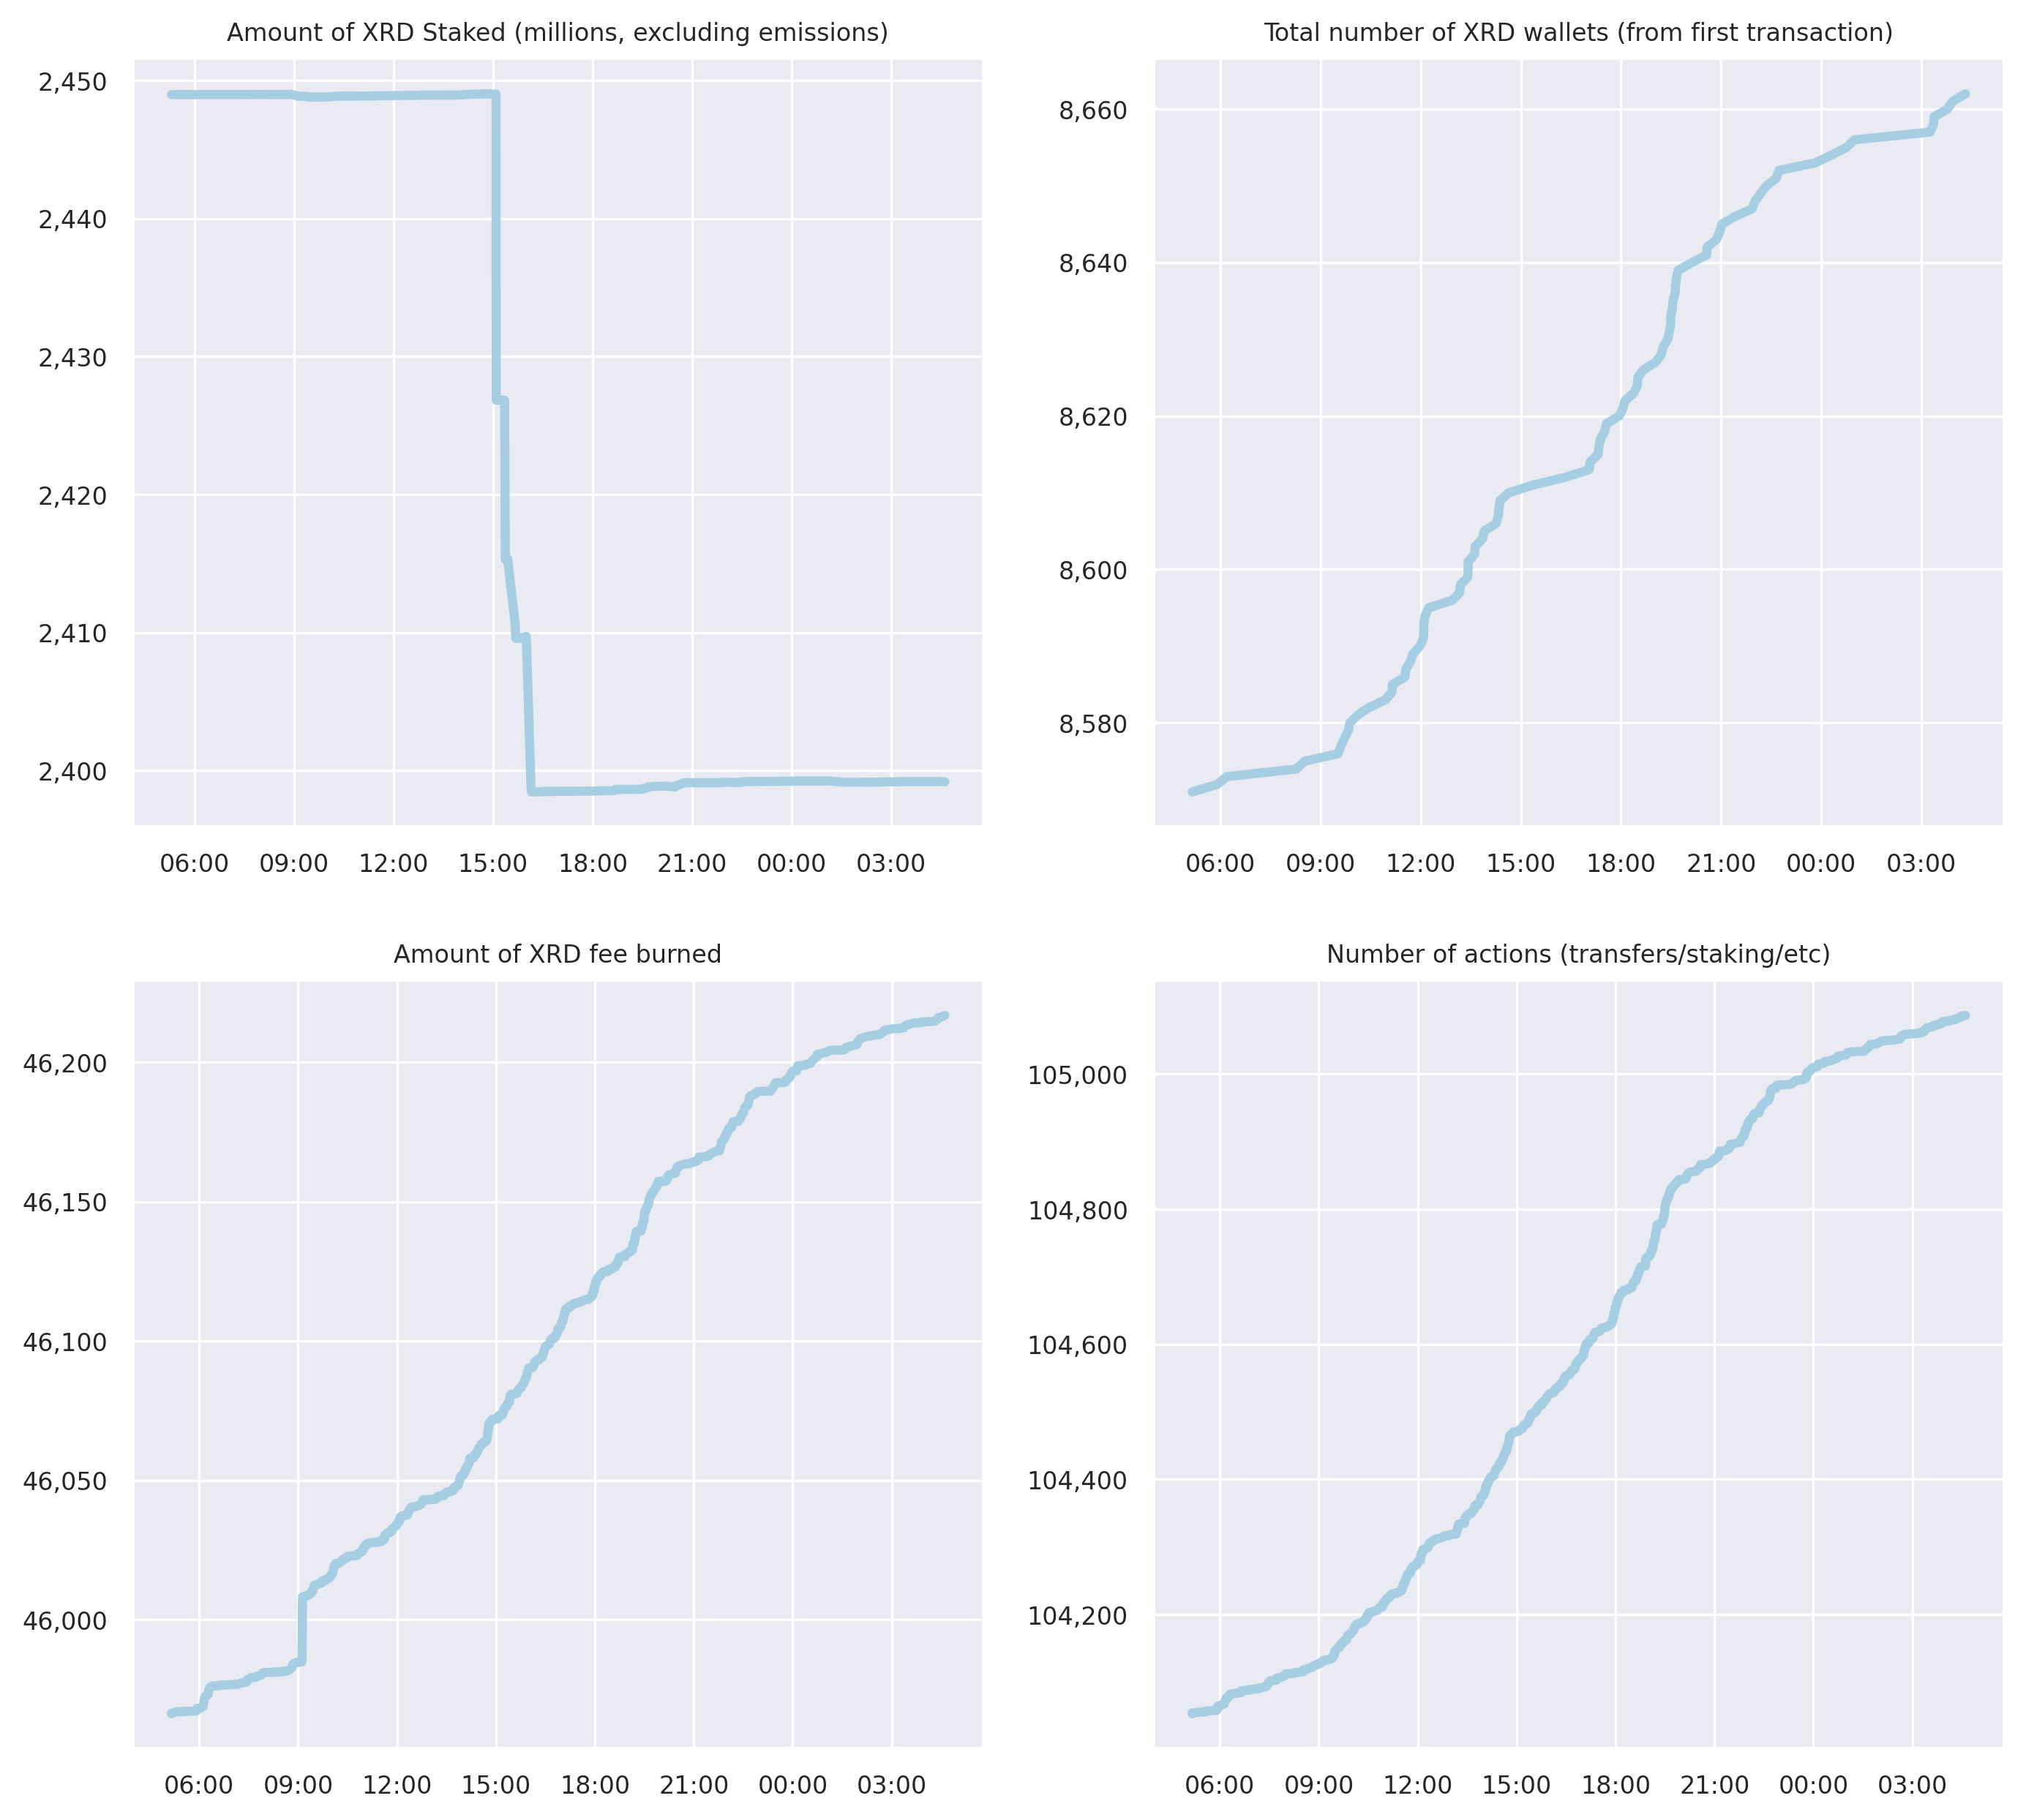 Amount of XRD Staked (millions, excluding emissions)
2,450
2,440
2,430
2,420
2,410
2,400
06:00 09:00 12:00 15:00 18:00 21:00 00:00 03:00
Total number of XRD wallets (from first transaction)
8,660
8,640
8,620
8,600
8,580
06:00 09:00 12:00 15:00 18:00 21:00 00:00 03:00
Amount of XRD fee burned
46,200
46,150
46,100
46,050
46,000
06:00 09:00 12:00 15:00 18:00 21:00 00:00 03:00
Number of actions (transfers/staking/etc)
105,000
104,800
104,600
104,400
104,200
06:00 09:00 12:00 15:00 18:00 21:00 00:00 03:00